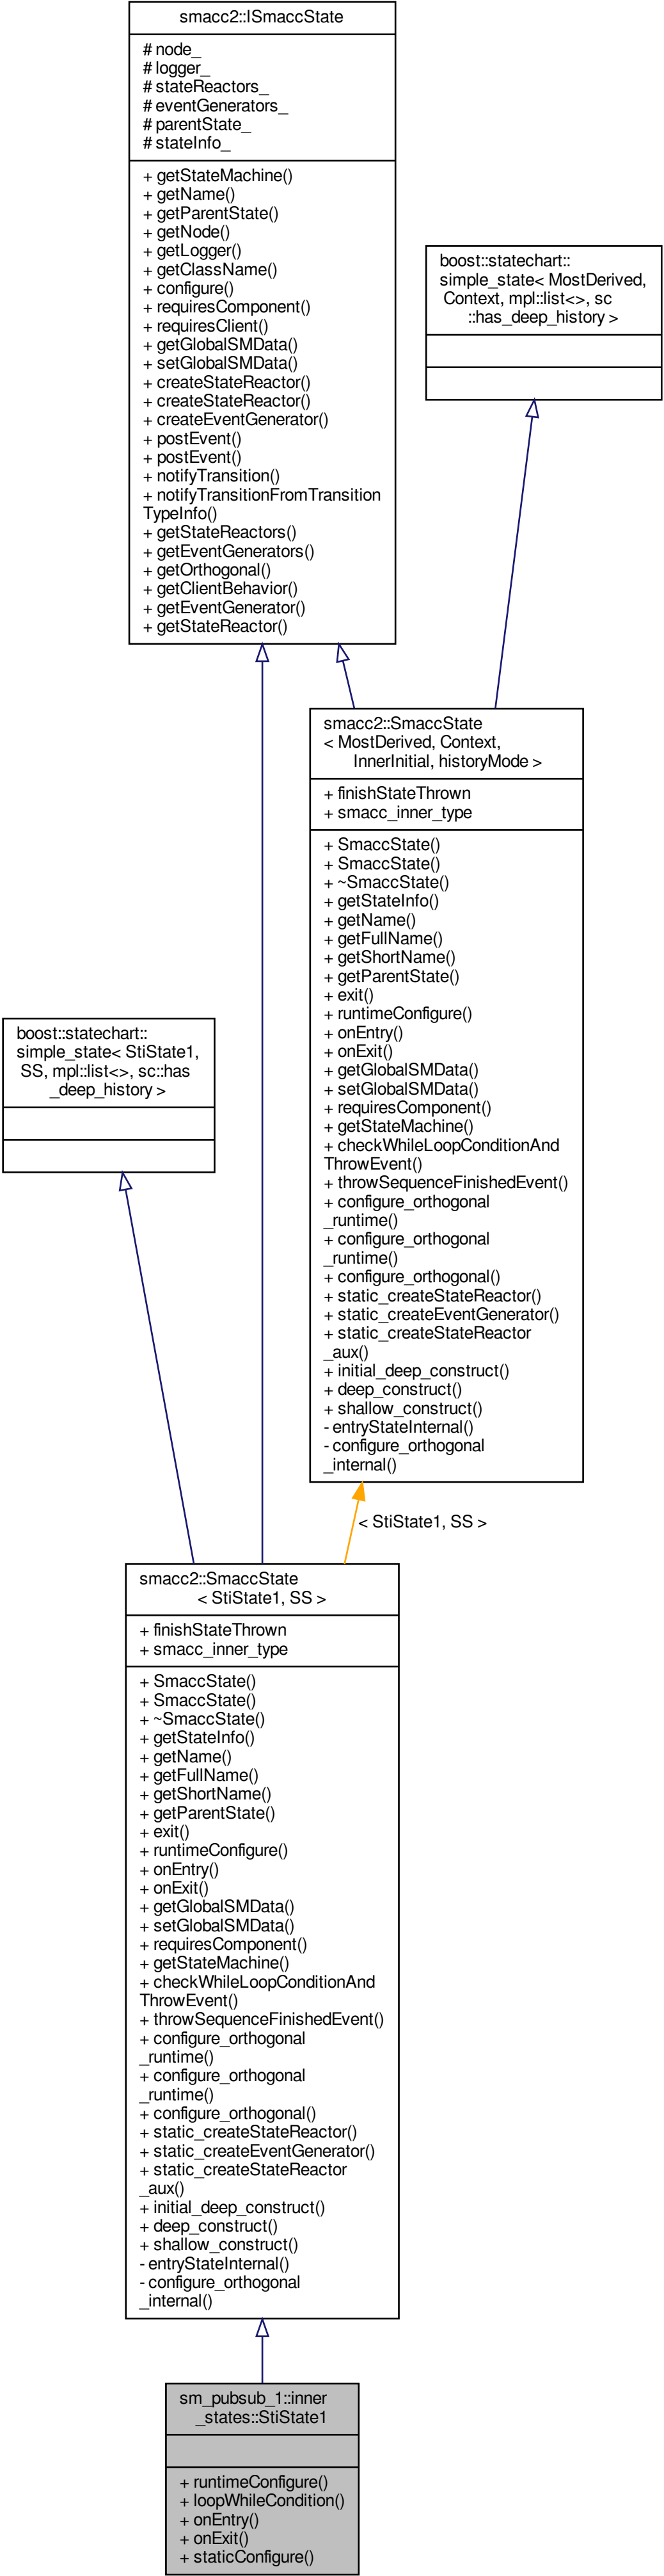 smacc2::ISmaccState
# node_
# logger_
# stateReactors_
# eventGenerators_
# parentState_
# stateInfo_
+ getStateMachine()
+ getName()
+ getParentState()
+ getNode()
+ getLogger()
+ getClassName()
+ configure()
+ requiresComponent()
+ requiresClient()
+ getGlobalSMData()
+ setGlobalSMData()
+ createStateReactor()
+ createStateReactor()
+ createEventGenerator()
+ postEvent()
+ postEvent()
+ notifyTransition()
+ notifyTransitionFromTransition
TypeInfo()
+ getStateReactors()
+ getEventGenerators()
+ getOrthogonal()
+ getClientBehavior()
+ getEventGenerator()
+ getStateReactor()
boost::statechart::
simple_state< MostDerived,
Context, mpl::list<>, sc
::has_deep_history >
smacc2::SmaccState
< MostDerived, Context,
InnerInitial, historyMode >
+ finishStateThrown
+ smacc_inner_type
+ SmaccState()
+ SmaccState()
+ ~SmaccState()
+ getStateInfo()
+ getName()
+ getFullName()
+ getShortName()
+ getParentState()
+ exit()
+ runtimeConfigure()
+ onEntry()
+ onExit()
+ getGlobalSMData()
+ setGlobalSMData()
+ requiresComponent()
+ getStateMachine()
+ checkWhileLoopConditionAnd
ThrowEvent()
+ throwSequenceFinishedEvent()
+ configure_orthogonal
_runtime()
+ configure_orthogonal
_runtime()
+ configure_orthogonal()
+ static_createStateReactor()
+ static_createEventGenerator()
+ static_createStateReactor
_aux()
+ initial_deep_construct()
+ deep_construct()
+ shallow_construct()
- entryStateInternal()
- configure_orthogonal
_internal()
boost::statechart::
simple_state< StiState1,
SS, mpl::list<>, sc::has
_deep_history >
< StiState1, SS >
smacc2::SmaccState
< StiState1, SS >
+ finishStateThrown
+ smacc_inner_type
+ SmaccState()
+ SmaccState()
+ ~SmaccState()
+ getStateInfo()
+ getName()
+ getFullName()
+ getShortName()
+ getParentState()
+ exit()
+ runtimeConfigure()
+ onEntry()
+ onExit()
+ getGlobalSMData()
+ setGlobalSMData()
+ requiresComponent()
+ getStateMachine()
+ checkWhileLoopConditionAnd
ThrowEvent()
+ throwSequenceFinishedEvent()
+ configure_orthogonal
_runtime()
+ configure_orthogonal
_runtime()
+ configure_orthogonal()
+ static_createStateReactor()
+ static_createEventGenerator()
+ static_createStateReactor
_aux()
+ initial_deep_construct()
+ deep_construct()
+ shallow_construct()
- entryStateInternal()
- configure_orthogonal
_internal()
sm_pubsub_1::inner
_states::StiState1
+ runtimeConfigure()
+ loopWhileCondition()
+ onEntry()
+ onExit()
+ staticConfigure()